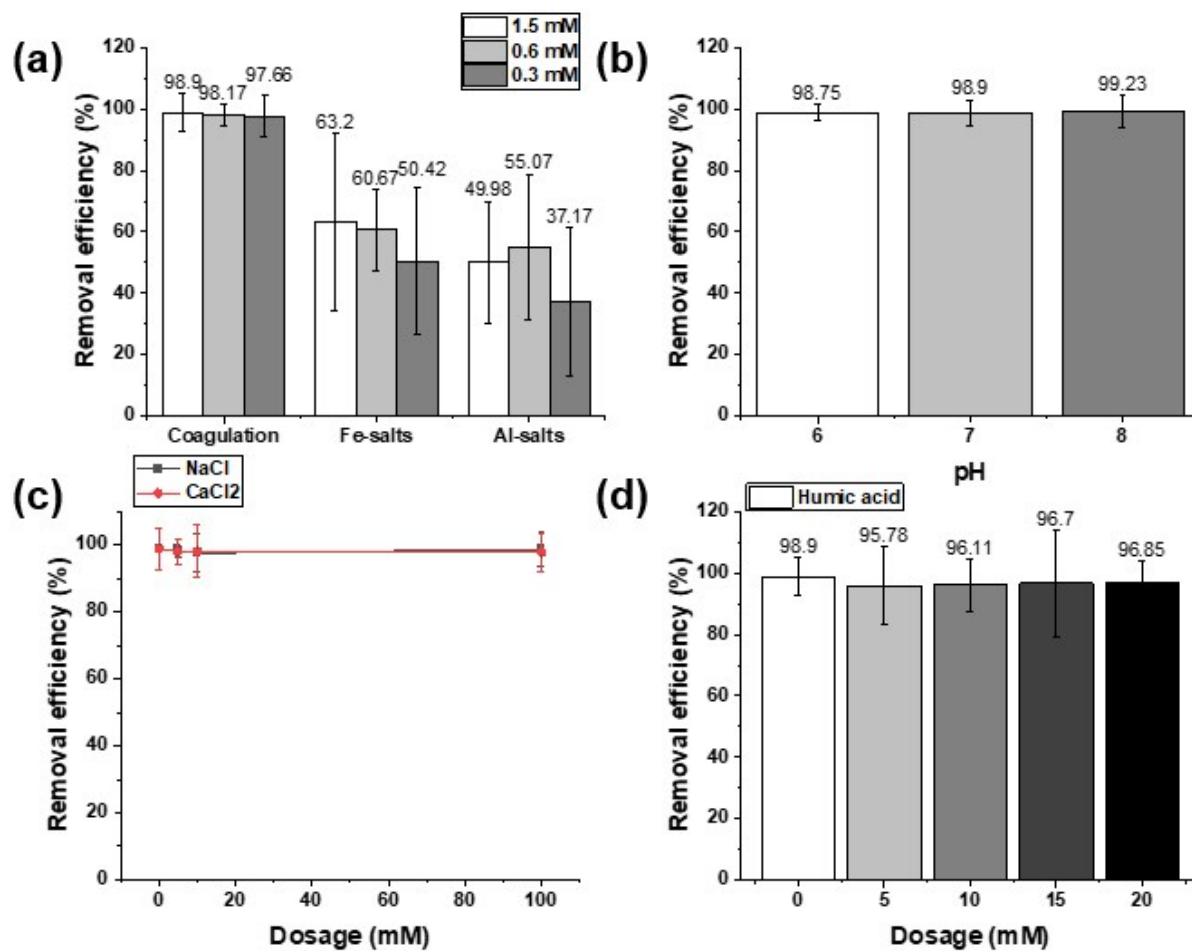 (a)
1.5 mM
0.6 mM
0.3 mM
120
100
80
60
40
20
0
Removal efficiency (%)
98.9
98.17
97.66
63.2
60.67
50.42
49.98
55.07
37.17
Coagulation
Fe-salts
Al-salts
(b)
120
100
80
60
40
20
0
Removal efficiency (%)
98.75
98.9
99.23
6
7
8
pH
(c)
NaCl
CaCl2
100
80
60
40
20
0
Removal efficiency (%)
0
20
40
60
80
100
Dosage (mM)
(d)
Humic acid
120
100
80
60
40
20
0
Removal efficiency (%)
98.9
95.78
96.11
96.7
96.85
0
5
10
15
20
Dosage (mM)